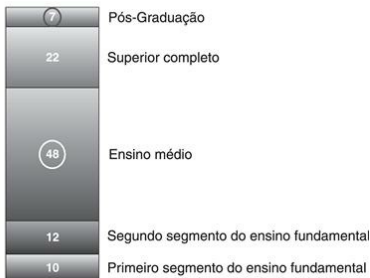 7 Pós-Graduação
22 Superior completo
48 Ensino médio
12 Segundo segmento do ensino fundamental
10 Primeiro segmento do ensino fundamental